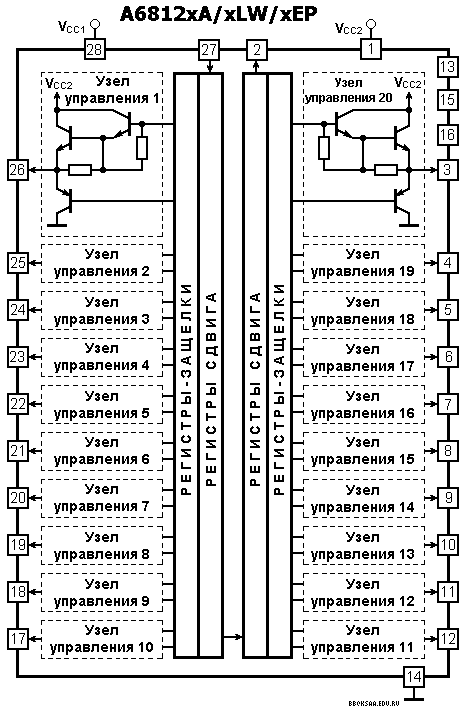 A6812xA/xLW/xEP
VCC1
VCC2
28
27
2
1
13
15
16
VCC2
Узел
управления 1
Узел
управления 20
VCC2
26
3
25
Узел
управления 2
Узел
управления 19
4
24
Узел
управления 3
Узел
управления 18
5
23
Узел
управления 4
Узел
управления 17
6
22
Узел
управления 5
Узел
управления 16
7
21
Узел
управления 6
Узел
управления 15
8
20
Узел
управления 7
Узел
управления 14
9
19
Узел
управления 8
Узел
управления 13
10
18
Узел
управления 9
Узел
управления 12
11
17
Узел
управления 10
Узел
управления 11
12
РЕГИСТРЫ-ЗАЩЕЛКИ
РЕГИСТРЫ СДВИГА
РЕГИСТРЫ СДВИГА
РЕГИСТРЫ-ЗАЩЕЛКИ
14